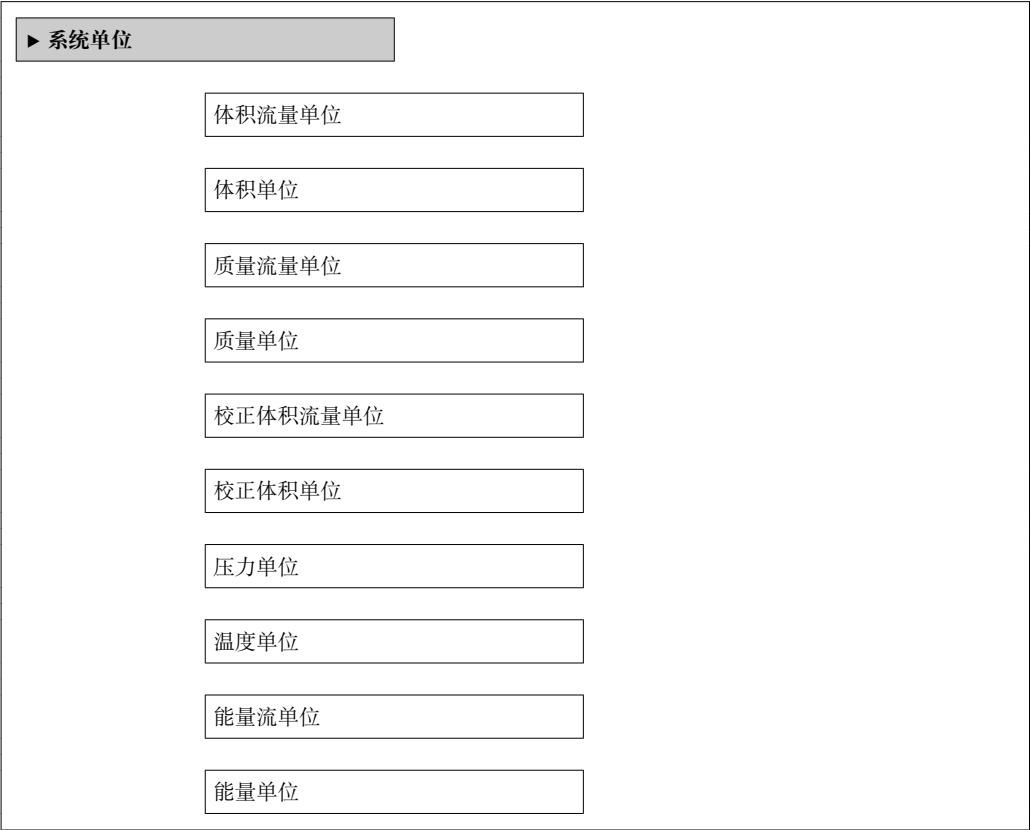 ▶ 系统单位
体积流量单位
体积单位
质量流量单位
质量单位
校正体积流量单位
校正体积单位
压力单位
温度单位
能量流单位
能量单位